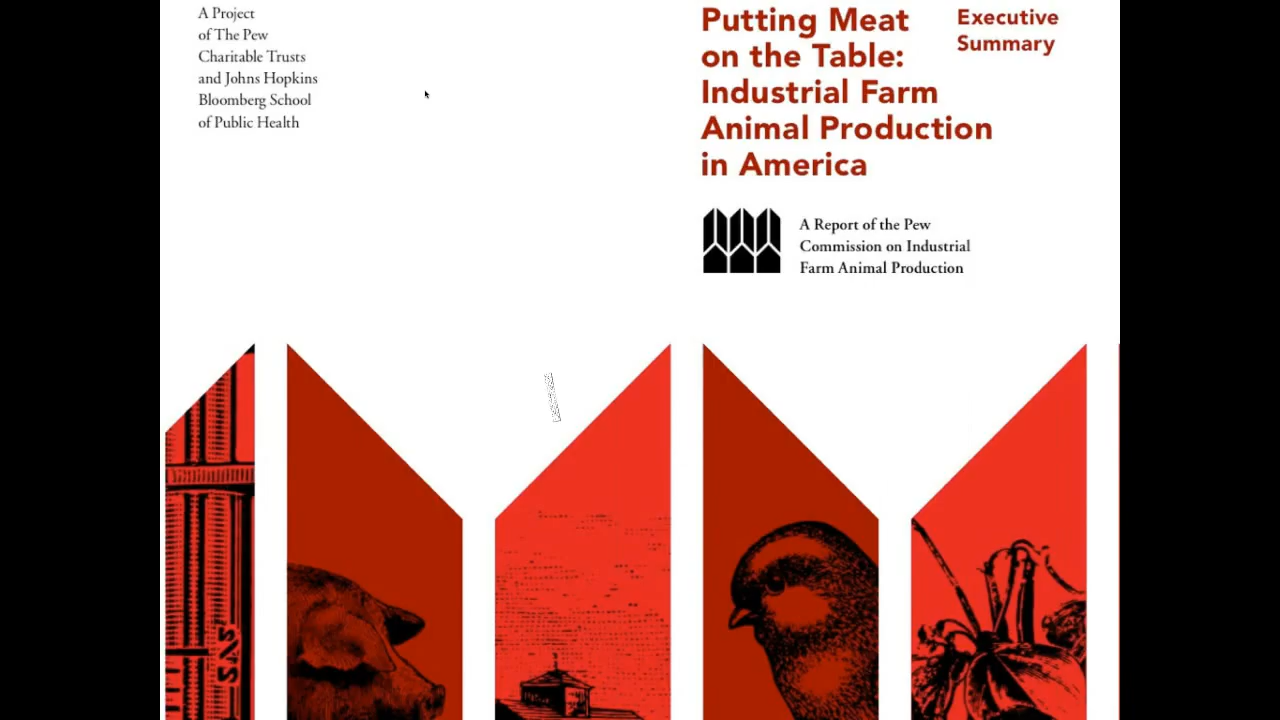 A Project
of The Pew
Charitable Trusts
and Johns Hopkins
Bloomberg School
of Public Health
Putting Meat
on the Table:
Industrial Farm
Animal Production
in America
Executive
Summary
A Report of the Pew
Commission on Industrial
Farm Animal Production
SAS